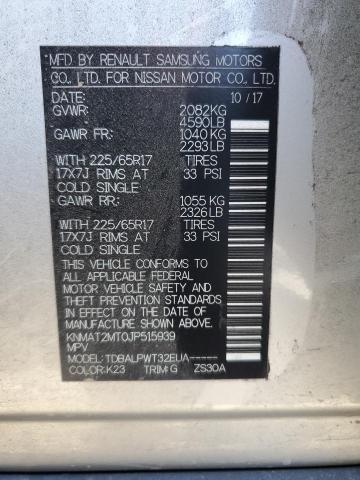 MFD BY RENAULT SAMSUNG MOTORS
CO., LTD. FOR NISSAN MOTOR CO., LTD.
DATE: 10/17
GVWR: 2082KG
4590LB
GAWR FR: 1040 KG
2293 LB
WITH 225/65R17 TIRES
17X7J RIMS AT 33 PSI
COLD SINGLE
GAWR RR: 1055 KG
2326LB
WITH 225/65R17 TIRES
17X7J RIMS AT 33 PSI
COLD SINGLE
THIS VEHICLE CONFORMS TO
ALL APPLICABLE FEDERAL
MOTOR VEHICLE SAFETY
AND THEFT PREVENTION STANDARDS
IN EFFECT ON THE DATE OF
MANUFACTURE SHOWN ABOVE.
KNMAT2MT0JP515939
MPV
MODEL: TDBALPWT32EUA-----
COLOR: K23 TRIM: G ZS30A